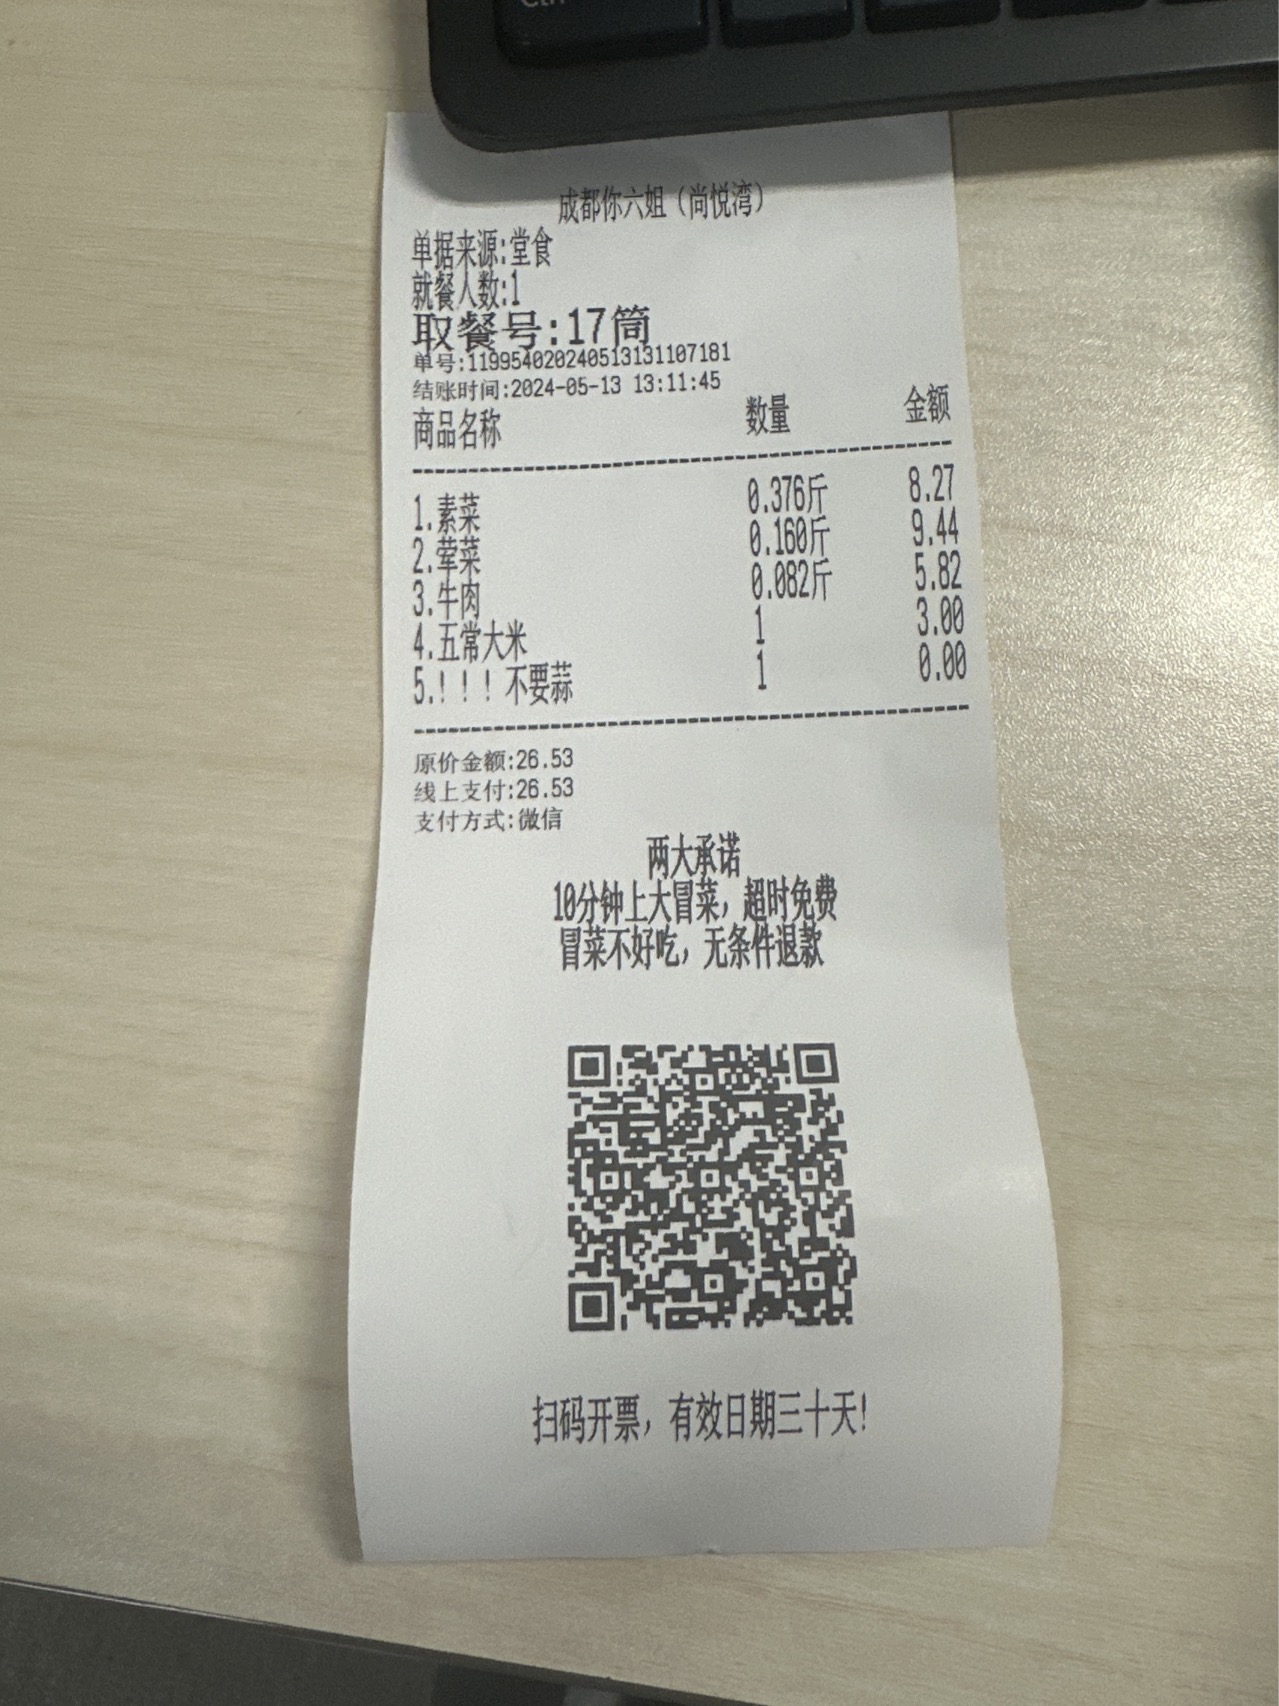 Ctrl
成都你六姐（尚悦湾）
单据来源:堂食
就餐人数:1
取餐号:17筒
单号:119954020240513131107181
结账时间:2024-05-13 13:11:45
商品名称 数量 金额
1.素菜 0.376斤 8.27
2.荤菜 0.160斤 9.44
3.牛肉 0.082斤 5.82
4.五常大米 1 3.00
5.！！！不要蒜 1 0.00
原价金额:26.53
线上支付:26.53
支付方式:微信
两大承诺
10分钟上大冒菜，超时免费
冒菜不好吃，无条件退款
扫码开票，有效日期三十天！